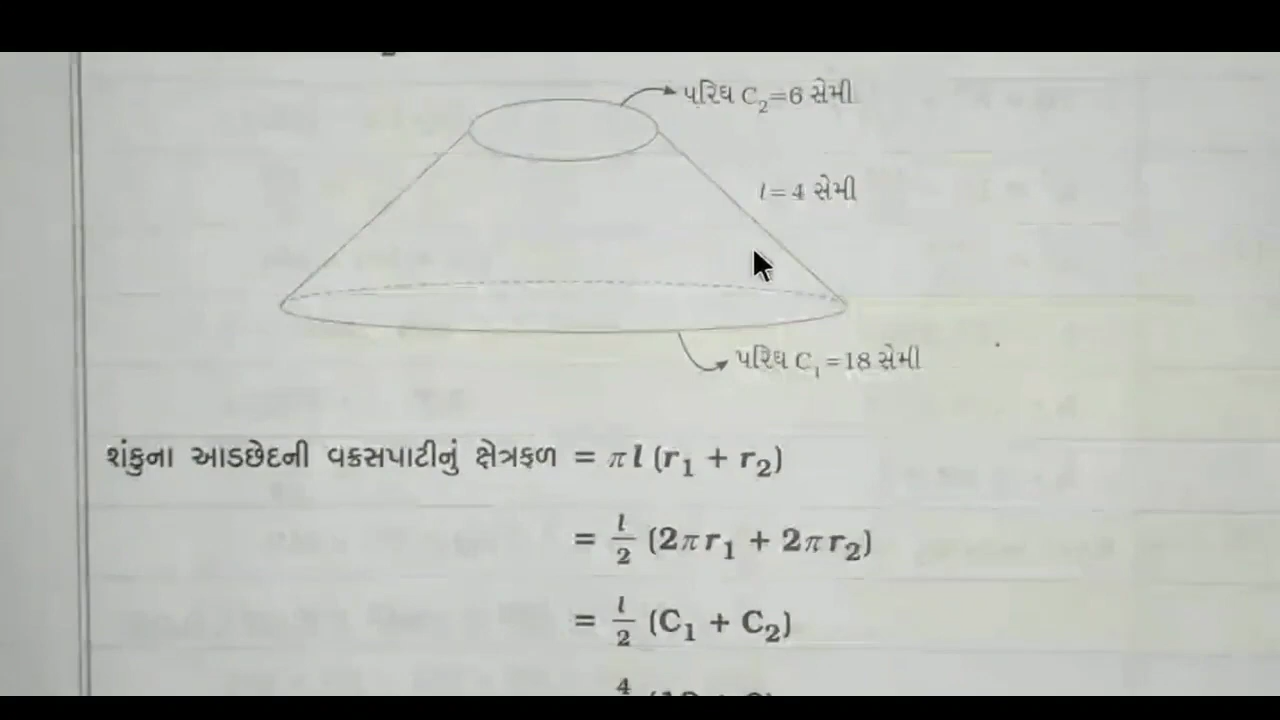 પરિઘ C₂=6 સેમી
l=4 સેમી
પરિઘ C₁=18 સેમી
શંકુના આડછેદની વક્રસપાટીનું ક્ષેત્રફળ = πl (r₁ + r₂)
= l/2 (2πr₁ + 2πr₂)
= l/2 (C₁ + C₂)
4